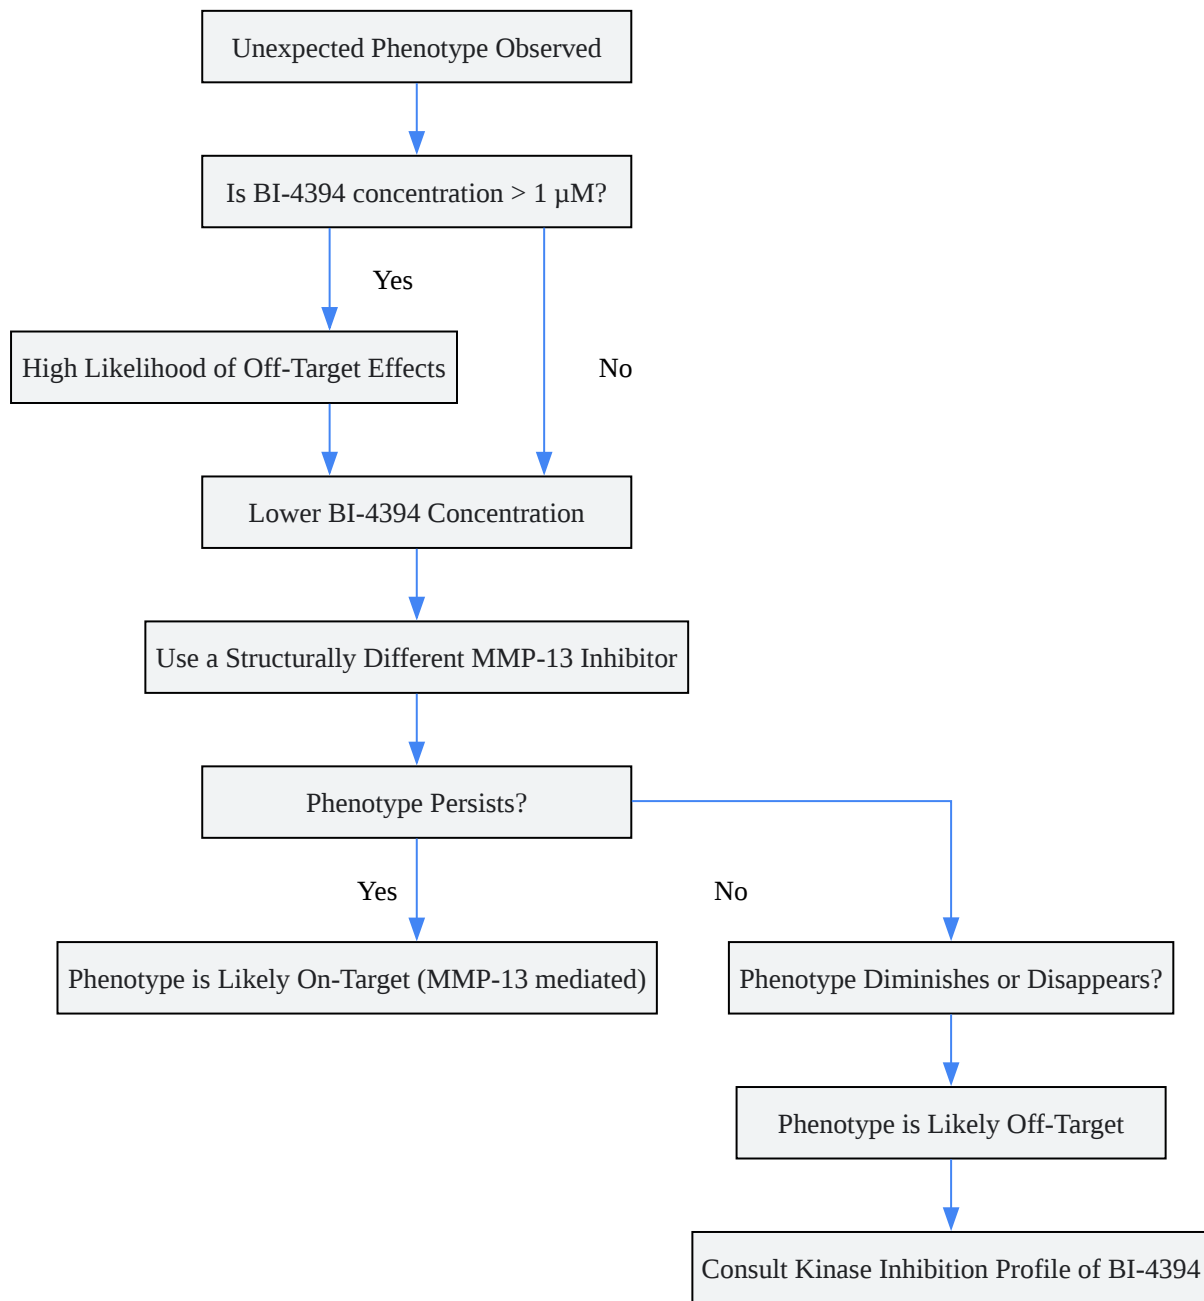 Unexpected Phenotype Observed
Is BI-4394 concentration > 1 µM?
Yes
High Likelihood of Off-Target Effects
No
Lower BI-4394 Concentration
Use a Structurally Different MMP-13 Inhibitor
Phenotype Persists?
Yes
No
Phenotype is Likely On-Target (MMP-13 mediated)
Phenotype Diminishes or Disappears?
Phenotype is Likely Off-Target
Consult Kinase Inhibition Profile of BI-4394